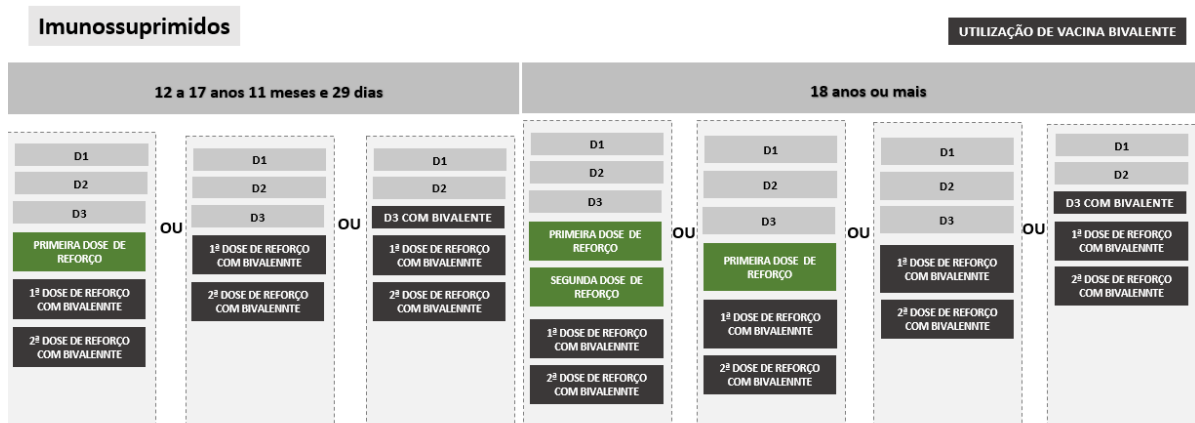 Imunossuprimidos
UTILIZAÇÃO DE VACINA BIVALENTE
12 a 17 anos 11 meses e 29 dias
D1
D2
D3
PRIMEIRA DOSE DE
REFORÇO
1ª DOSE DE REFORÇO
COM BIVALENNTE
2ª DOSE DE REFORÇO
COM BIVALENNTE
OU
D1
D2
D3
1ª DOSE DE REFORÇO
COM BIVALENNTE
2ª DOSE DE REFORÇO
COM BIVALENNTE
OU
D1
D2
D3 COM BIVALENTE
1ª DOSE DE REFORÇO
COM BIVALENNTE
2ª DOSE DE REFORÇO
COM BIVALENNTE
18 anos ou mais
D1
D2
D3
PRIMEIRA DOSE DE
REFORÇO
SEGUNDA DOSE DE
REFORÇO
1ª DOSE DE REFORÇO
COM BIVALENNTE
2ª DOSE DE REFORÇO
COM BIVALENNTE
OU
D1
D2
D3
PRIMEIRA DOSE DE
REFORÇO
1ª DOSE DE REFORÇO
COM BIVALENNTE
2ª DOSE DE REFORÇO
COM BIVALENNTE
OU
D1
D2
D3
1ª DOSE DE REFORÇO
COM BIVALENNTE
2ª DOSE DE REFORÇO
COM BIVALENNTE
OU
D1
D2
D3 COM BIVALENTE
1ª DOSE DE REFORÇO
COM BIVALENNTE
2ª DOSE DE REFORÇO
COM BIVALENNTE